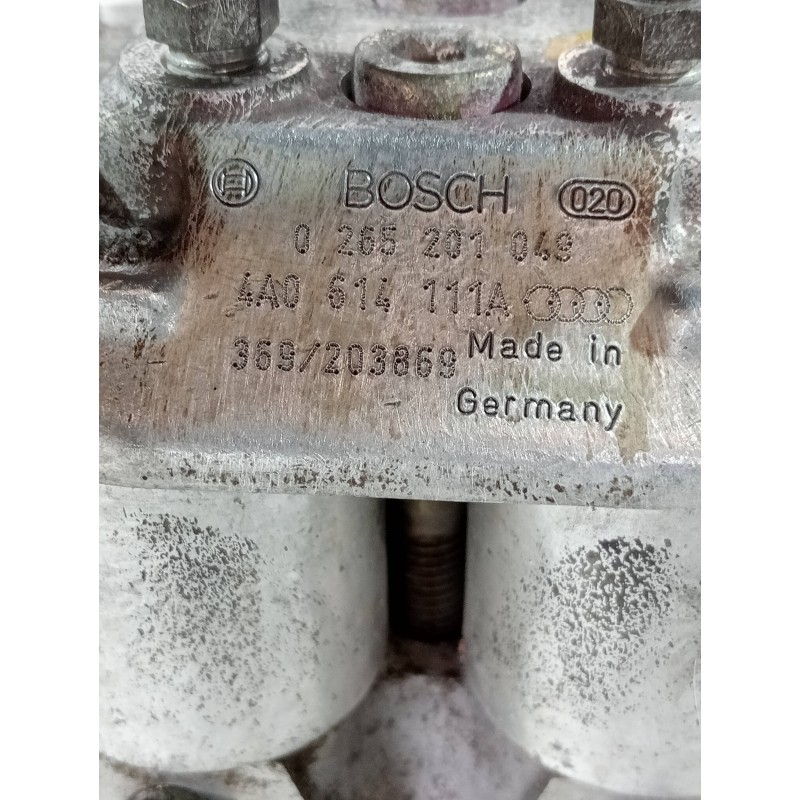 BOSCH 020
0 265 201 049
4A0 614 111A
369/203869 Made in
Germany